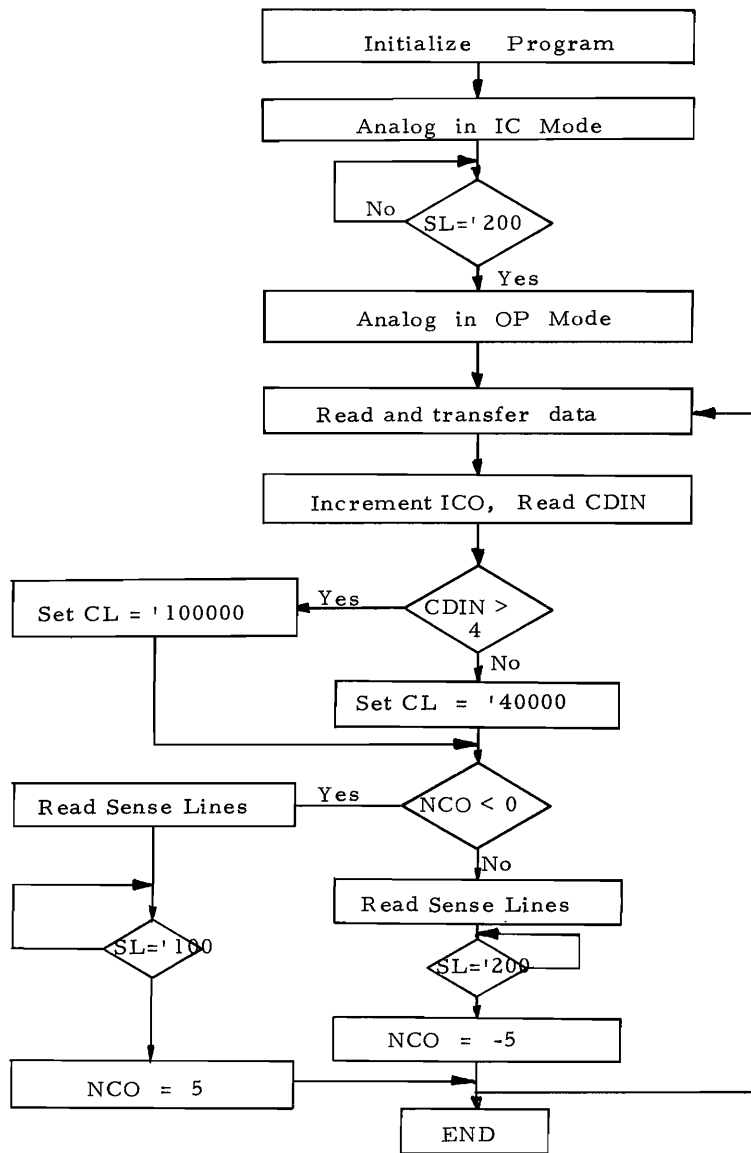 Initialize Program
Analog in IC Mode
No
SL='200
Yes
Analog in OP Mode
Read and transfer data
Increment ICO, Read CDIN
Set CL = '100000
Yes
CDIN >
4
No
Set CL = '40000
Read Sense Lines
Yes
NCO < 0
No
Read Sense Lines
SL='100
SL='200
NCO = -5
NCO = 5
END